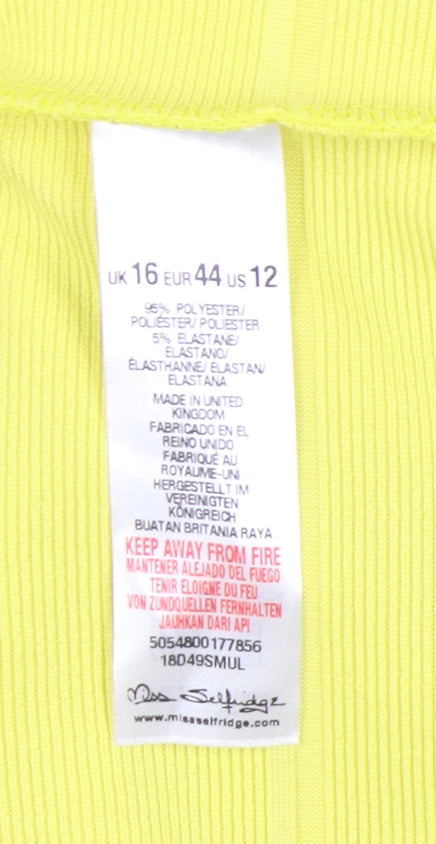 UK 16 EUR 44 US 12
95% POLYESTER/
POLIÉSTER/ POLIESTER
5% ELASTANE/
ELASTANO/
ÉLASTHANNE/ ELASTAN/
ELASTANA
MADE IN UNITED
KINGDOM
FABRICADO EN EL
REINO UNIDO
FABRIQUÉ AU
ROYAUME-UNI
HERGESTELLT IM
VEREINIGTEN
KÖNIGREICH
BUATAN BRITANIA RAYA
KEEP AWAY FROM FIRE
MANTENER ALEJADO DEL FUEGO
TENIR ELOIGNE DU FEU
VON ZUNDQUELLEN FERNHALTEN
JAUHKAN DARI API
5054800177856
18D49SMUL
Miss Selfridge
www.missselfridge.com